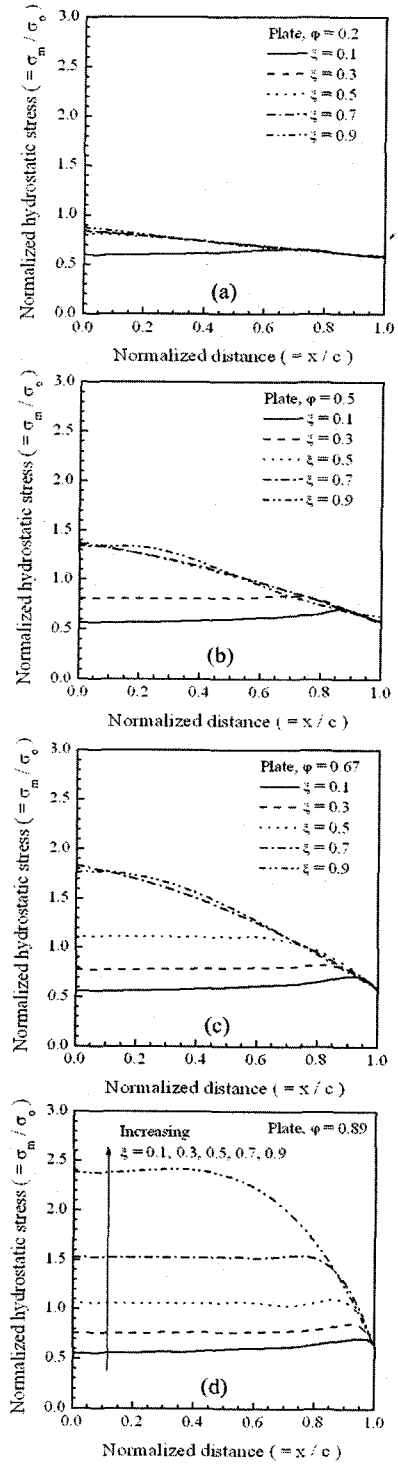 Normalized hydrostatic stress ( = σm / σo )
3.0
2.5
2.0
1.5
1.0
0.5
0.0
Plate, φ = 0.2
ξ = 0.1
ξ = 0.3
ξ = 0.5
ξ = 0.7
ξ = 0.9
(a)
0.0 0.2 0.4 0.6 0.8 1.0
Normalized distance ( = x / c )
Normalized hydrostatic stress ( = σm / σo )
3.0
2.5
2.0
1.5
1.0
0.5
0.0
Plate, φ = 0.5
ξ = 0.1
ξ = 0.3
ξ = 0.5
ξ = 0.7
ξ = 0.9
(b)
0.0 0.2 0.4 0.6 0.8 1.0
Normalized distance ( = x / c )
Normalized hydrostatic stress ( = σm / σo )
3.0
2.5
2.0
1.5
1.0
0.5
0.0
Plate, φ = 0.67
ξ = 0.1
ξ = 0.3
ξ = 0.5
ξ = 0.7
ξ = 0.9
(c)
0.0 0.2 0.4 0.6 0.8 1.0
Normalized distance ( = x / c )
Normalized hydrostatic stress ( = σm / σo )
3.0
2.5
2.0
1.5
1.0
0.5
0.0
Increasing
ξ = 0.1, 0.3, 0.5, 0.7, 0.9
Plate, φ = 0.89
(d)
0.0 0.2 0.4 0.6 0.8 1.0
Normalized distance ( = x / c )